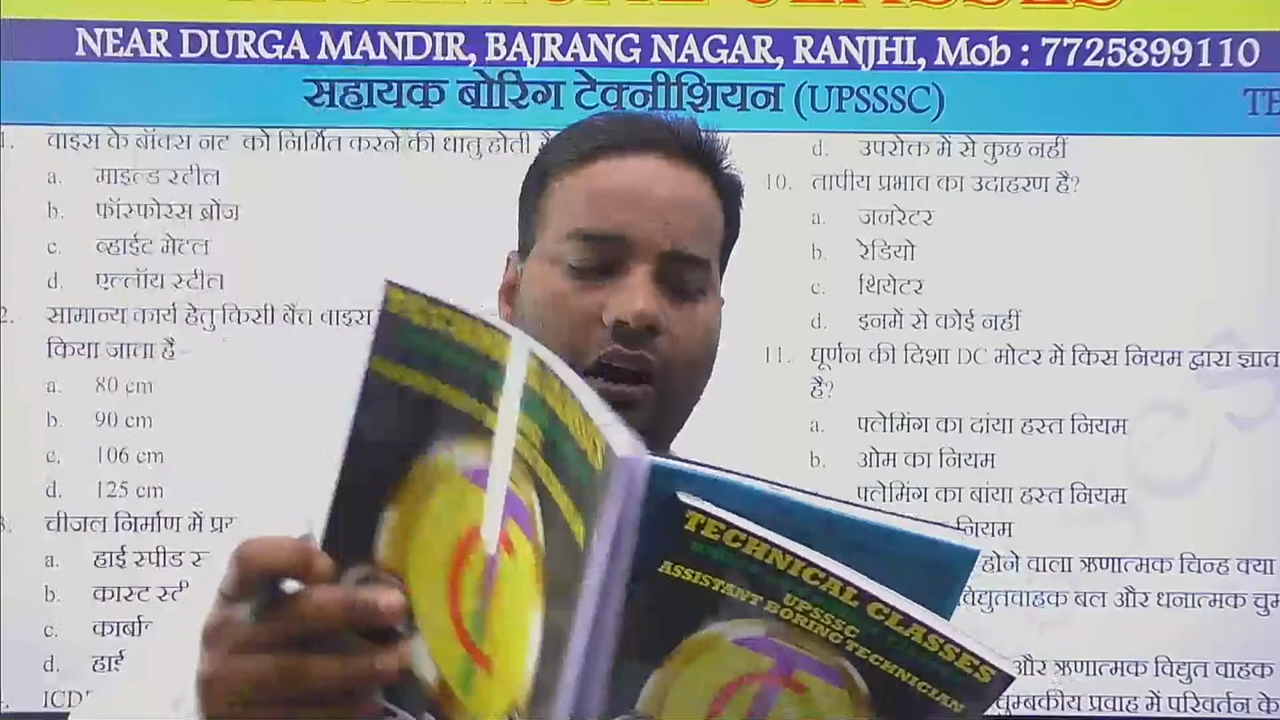 NEAR DURGA MANDIR, BAJRANG NAGAR, RANJHI, Mob : 7725899110
सहायक बोरिंग टेक्नीशियन (UPSSSC)
1. वाइस के बॉक्स नट को निर्मित करने की धातु होती
a. माइल्ड स्टील
b. फॉस्फोरस ब्रोंज
c. व्हाईट मेटल
d. एल्लॉय स्टील
2. सामान्य कार्य हेतु किसी बैंच वाइस
किया जाता है -
a. 80 cm
b. 90 cm
c. 106 cm
d. 125 cm
3. चीजल निर्माण में
a. हाई स्पीड
b. कास्ट
c.
d. हाई
d. उपरोक्त में से कुछ नहीं
10. तापीय प्रभाव का उदाहरण है?
a. जनरेटर
b. रेडियो
c. थियेटर
d. इनमें से कोई नहीं
11. घूर्णन की दिशा DC मोटर में किस नियम द्वारा ज्ञात
है?
a. फ्लेमिंग का दांया हस्त नियम
b. ओम का नियम
फ्लेमिंग का बांया हस्त नियम
नियम
होने वाला ऋणात्मक चिन्ह क्या
विद्युतवाहक बल और धनात्मक
और ऋणात्मक विद्युत वाहक
चुम्बकीय प्रवाह में परिवर्तन के
TECHNICAL CLASSES
UPSSSC
ASSISTANT BORING TECHNICIAN